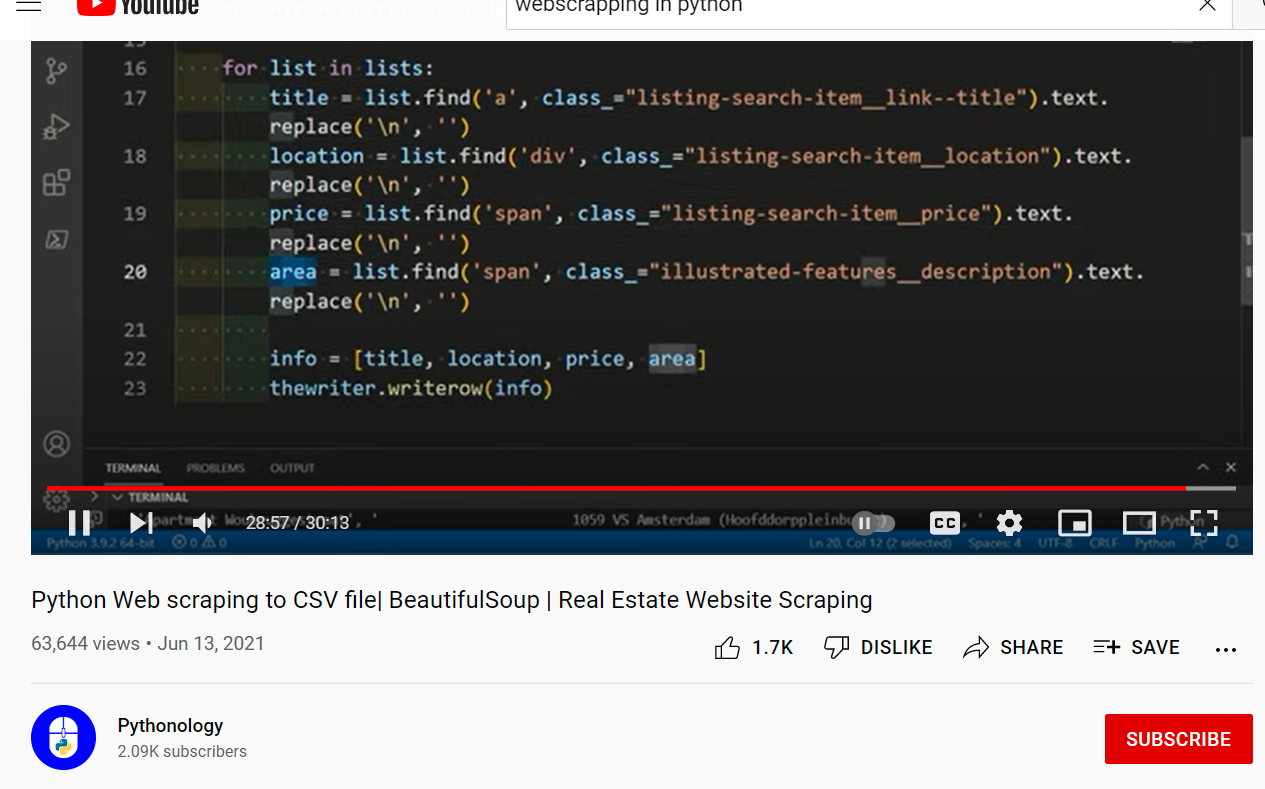 YouTube
webscrapping in python
15
16 for list in lists:
17 title = list.find('a', class_="listing-search-item__link--title").text.
replace('\n', '')
18 location = list.find('div', class_="listing-search-item__location").text.
replace('\n', '')
19 price = list.find('span', class_="listing-search-item__price").text.
replace('\n', '')
20 area = list.find('span', class_="illustrated-features__description").text.
replace('\n', '')
21
22 info = [title, location, price, area]
23 thewriter.writerow(info)
TERMINAL PROBLEMS OUTPUT
TERMINAL
1059 VS Amsterdam
28:57 / 30:13
CC
Python 3.9.2 64-bit 0 0 Ln 20, Col 12 (2 selected) Spaces: 4 UTF-8 CRLF Python
Python Web scraping to CSV file| BeautifulSoup | Real Estate Website Scraping
63,644 views • Jun 13, 2021
1.7K DISLIKE SHARE SAVE
Pythonology
2.09K subscribers
SUBSCRIBE